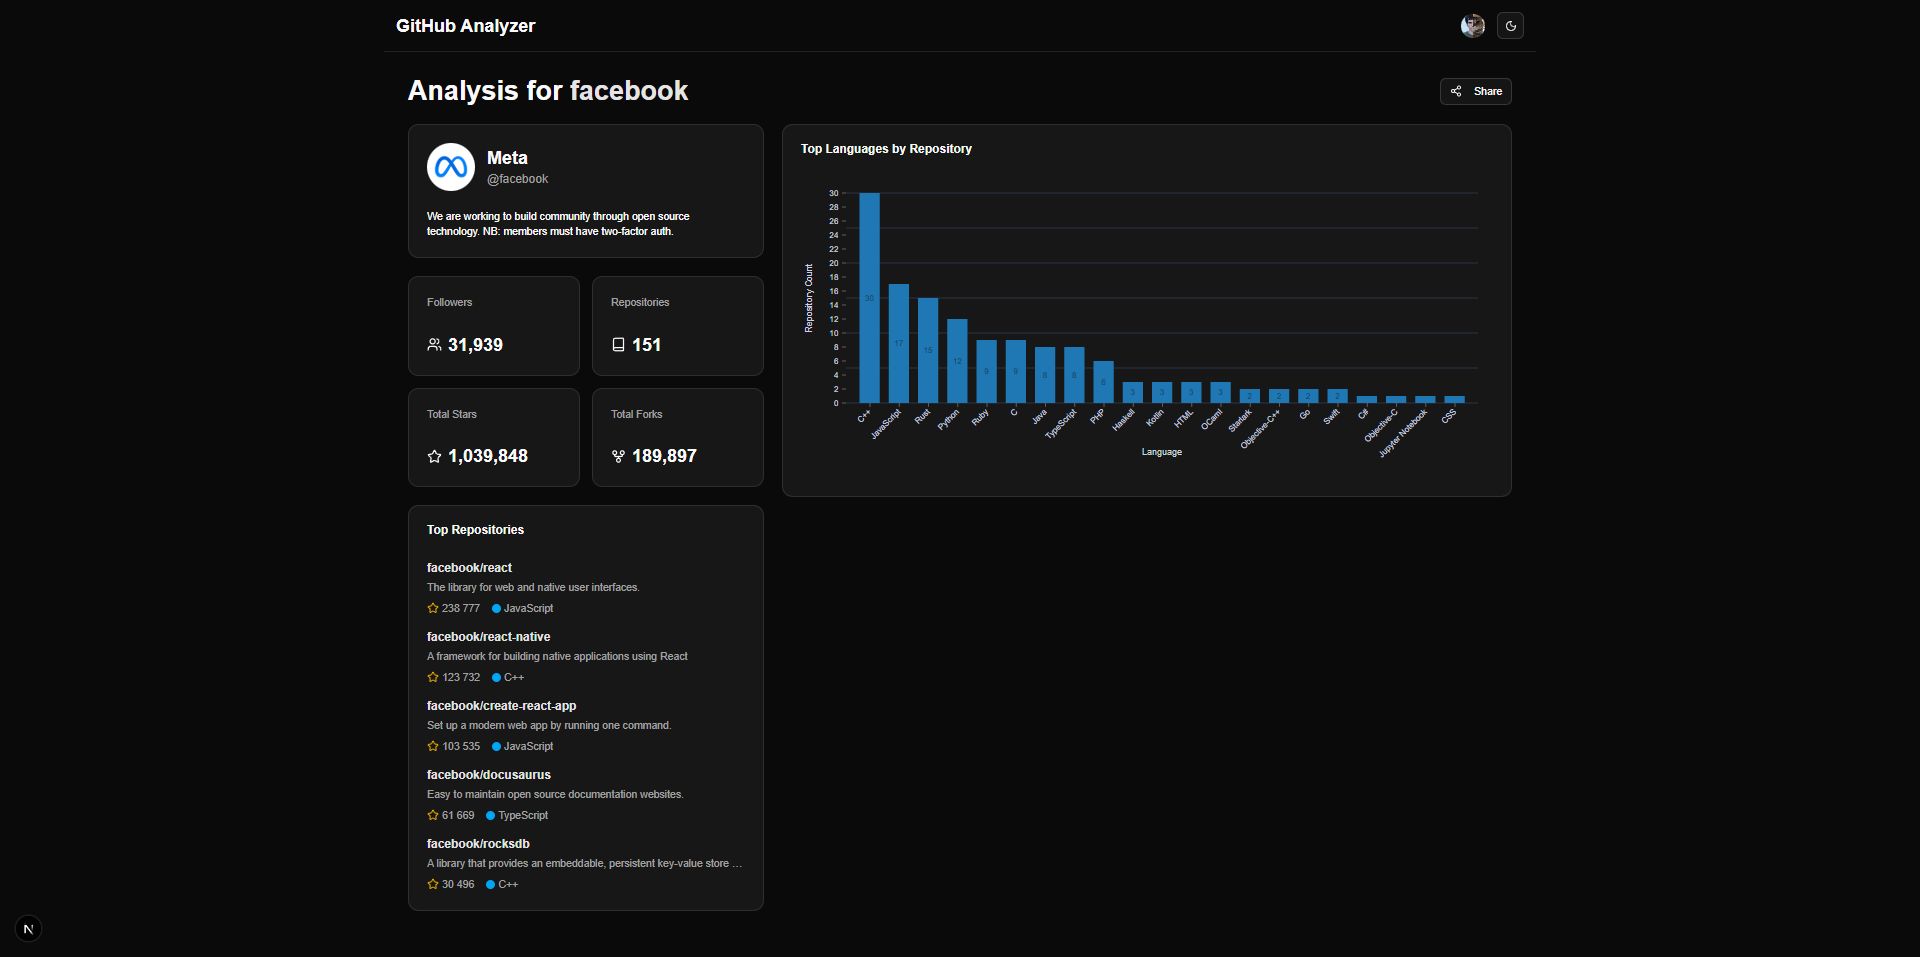 GitHub Analyzer
Analysis for facebook
Share
Meta
@facebook
We are working to build community through open source
technology. NB: members must have two-factor auth.
Followers
31,939
Repositories
151
Total Stars
1,039,848
Total Forks
189,897
Top Repositories
facebook/react
The library for web and native user interfaces.
238 777 JavaScript
facebook/react-native
A framework for building native applications using React
123 732 C++
facebook/create-react-app
Set up a modern web app by running one command.
103 535 JavaScript
facebook/docusaurus
Easy to maintain open source documentation websites.
61 669 TypeScript
facebook/rocksdb
A library that provides an embeddable, persistent key-value store …
30 496 C++
Top Languages by Repository
Repository Count
30
28
26
24
22
20
18
16
14
12
10
8
6
4
2
0
30
17
15
12
9
9
8
8
6
3
3
3
3
2
2
2
2
C++
JavaScript
Rust
Python
Ruby
C
Java
TypeScript
PHP
Haskell
Kotlin
HTML
OCaml
Starlark
Objective-C++
Go
Swift
C#
Objective-C
Jupyter Notebook
CSS
Language
N